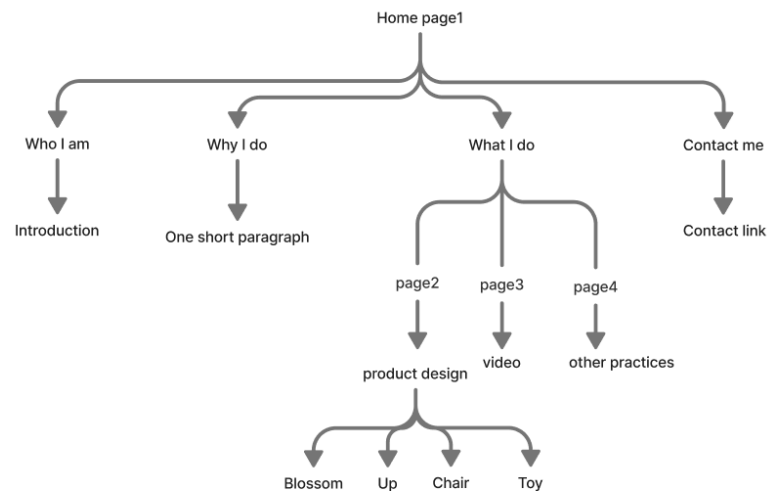 Home page1
Who I am
Why I do
What I do
Contact me
Introduction
One short paragraph
Contact link
page2
page3
page4
product design
video
other practices
Blossom
Up
Chair
Toy